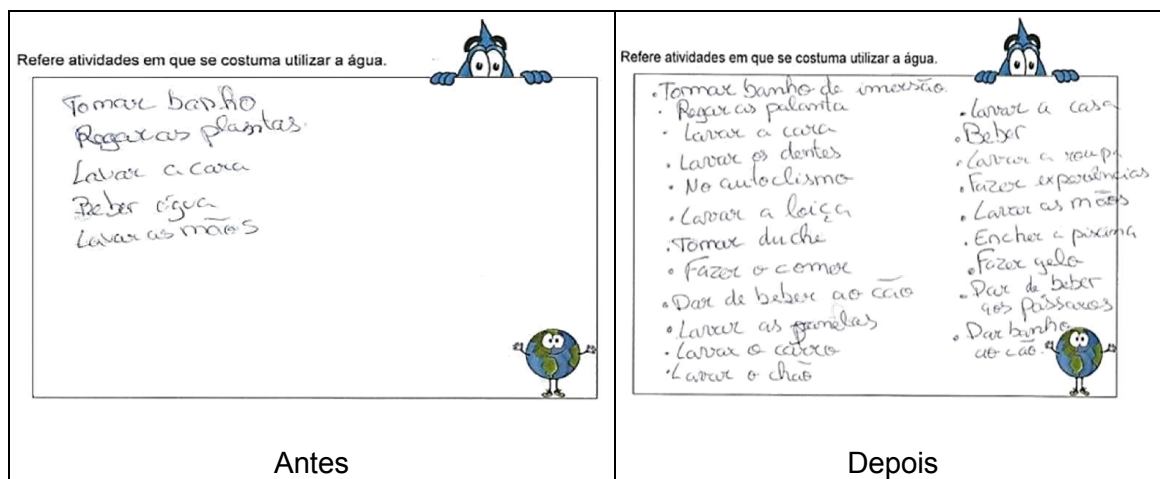 Refere atividades em que se costuma utilizar a água.
Tomar banho
Regar as plantas.
Lavar a cara
Beber água
Lavar as mãos
Antes
Refere atividades em que se costuma utilizar a água.
• Tomar banho de imersão.
• Regar as palanta
• Lavar a cara
• Lavar os dentes
• No autoclismo
• Lavar a loiça
• Tomar duche
• Fazer o comer
• Dar de beber ao cão
• Lavar as panelas
• Lavar o carro
• Lavar o chão
• Lavar a casa
• Beber
• Lavar a roupa
• Fazer experiências
• Lavar as mãos
• Encher a piscina
• Fazer gelo
• Dar de beber
aos pássaros
• Dar banho
ao cão.
Depois